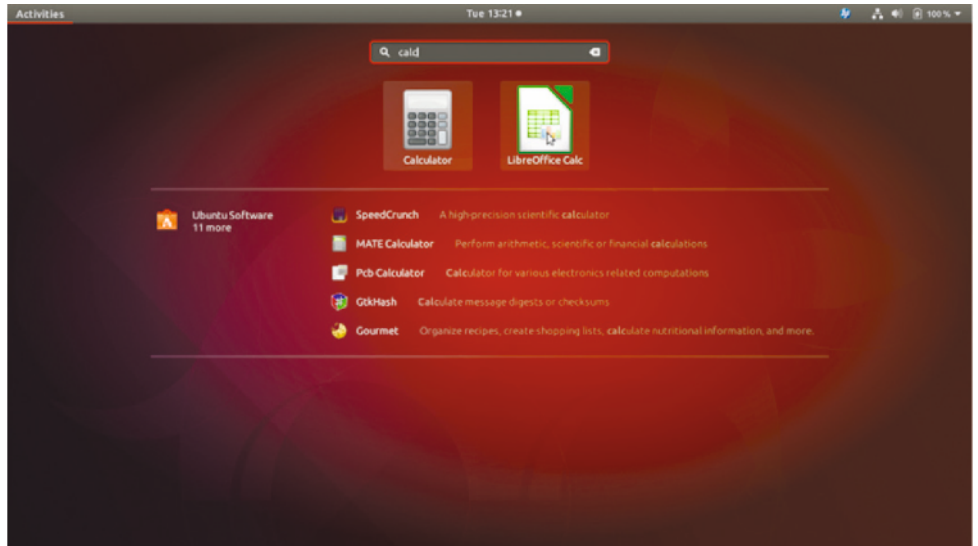 Activities
Tue 13:21
100 %
calc
Calculator
LibreOffice Calc
Ubuntu Software
11 more
SpeedCrunch A high-precision scientific calculator
MATE Calculator Perform arithmetic, scientific or financial calculations
Pcb Calculator Calculator for various electronics related computations
GtkHash Calculate message digests or checksums
Gourmet Organize recipes, create shopping lists, calculate nutritional information, and more.